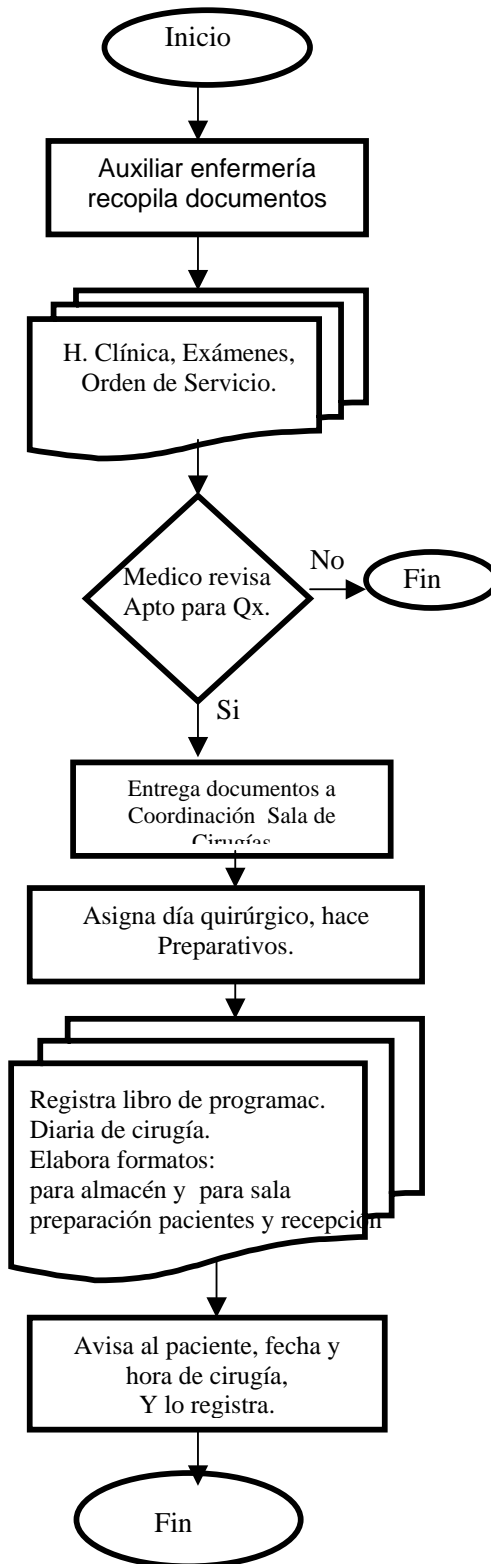 Inicio
Auxiliar enfermería
recopila documentos
H. Clínica, Exámenes,
Orden de Servicio.
Medico revisa
Apto para Qx.
No
Fin
Si
Entrega documentos a
Coordinación Sala de
Cirugías
Asigna día quirúrgico, hace
Preparativos.
Registra libro de programac.
Diaria de cirugía.
Elabora formatos:
para almacén y para sala
preparación pacientes y recepción
Avisa al paciente, fecha y
hora de cirugía,
Y lo registra.
Fin